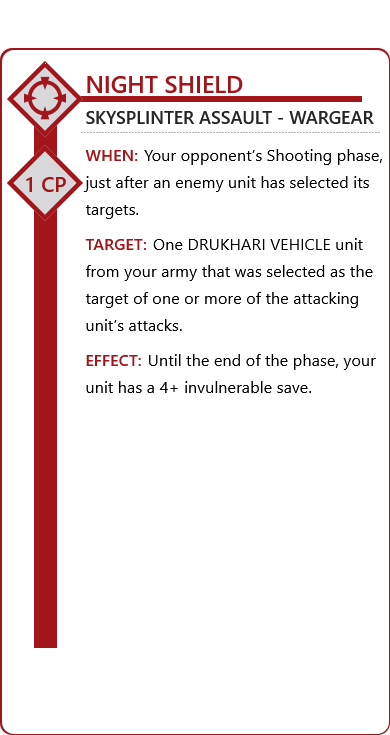 NIGHT SHIELD
SKYSPLINTER ASSAULT - WARGEAR
1 CP
WHEN: Your opponent’s Shooting phase,
just after an enemy unit has selected its
targets.
TARGET: One DRUKHARI VEHICLE unit
from your army that was selected as the
target of one or more of the attacking
unit’s attacks.
EFFECT: Until the end of the phase, your
unit has a 4+ invulnerable save.